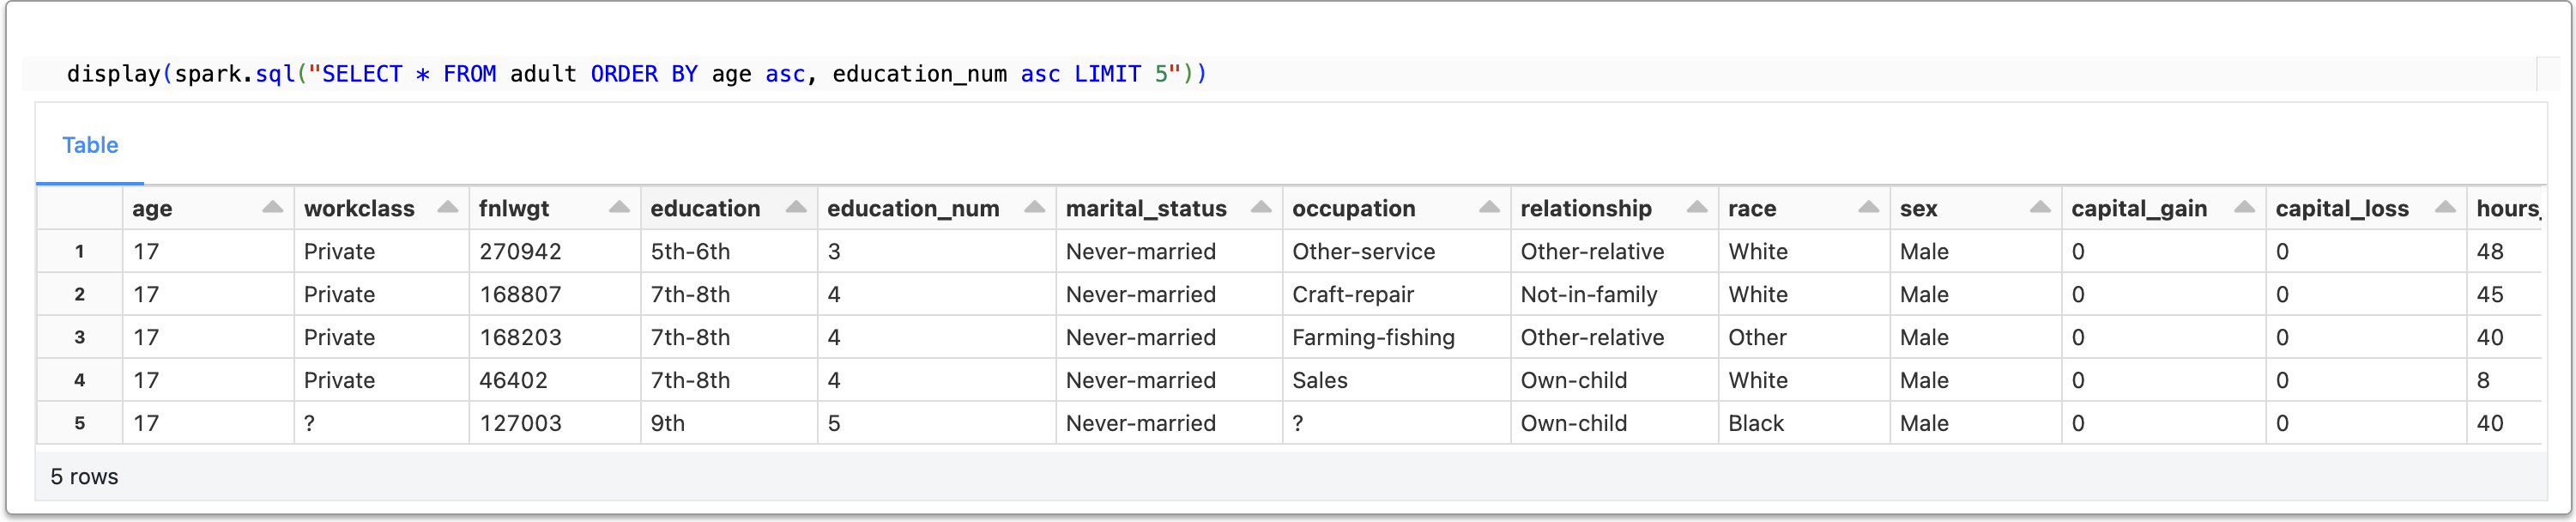 display(spark.sql("SELECT * FROM adult ORDER BY age asc, education_num asc LIMIT 5"))
Table
age workclass fnlwgt education education_num marital_status occupation relationship race sex capital_gain capital_loss hours_
1 17 Private 270942 5th-6th 3 Never-married Other-service Other-relative White Male 0 0 48
2 17 Private 168807 7th-8th 4 Never-married Craft-repair Not-in-family White Male 0 0 45
3 17 Private 168203 7th-8th 4 Never-married Farming-fishing Other-relative Other Male 0 0 40
4 17 Private 46402 7th-8th 4 Never-married Sales Own-child White Male 0 0 8
5 17 ? 127003 9th 5 Never-married ? Own-child Black Male 0 0 40
5 rows